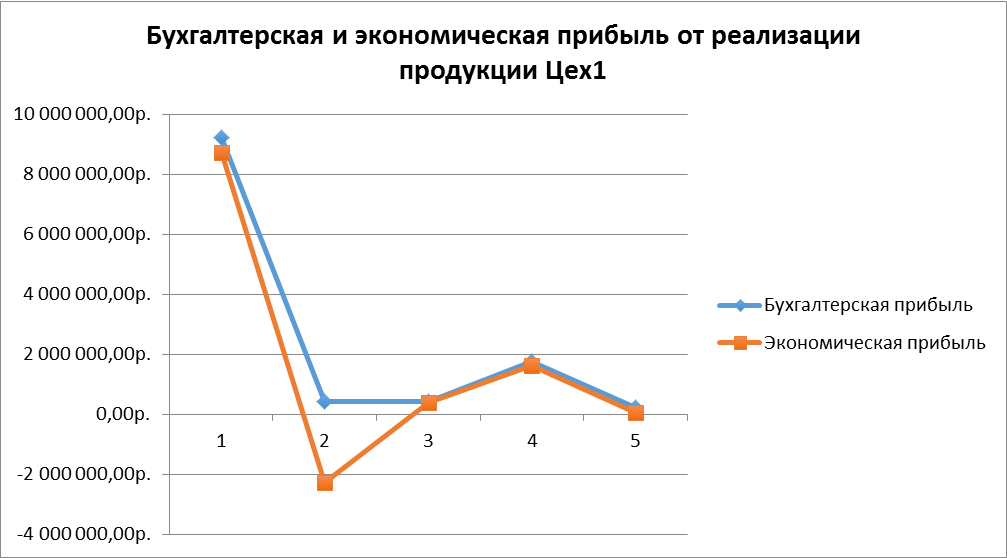 Бухгалтерская и экономическая прибыль от реализации
продукции Цех1
10 000 000,00р.
8 000 000,00р.
6 000 000,00р.
4 000 000,00р.
2 000 000,00р.
0,00р.
-2 000 000,00р.
-4 000 000,00р.
1 2 3 4 5
Бухгалтерская прибыль
Экономическая прибыль